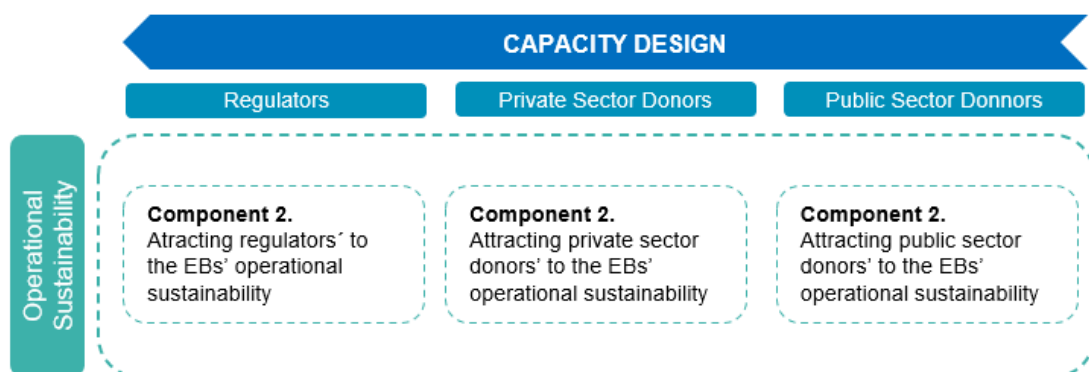 CAPACITY DESIGN
Regulators
Private Sector Donors
Public Sector Donnors
Operational
Sustainability
Component 2.
Atracting regulators´ to
the EBs’ operational
sustainability
Component 2.
Attracting private sector
donors’ to the EBs’
operational sustainability
Component 2.
Attracting public sector
donors’ to the EBs’
operational sustainability